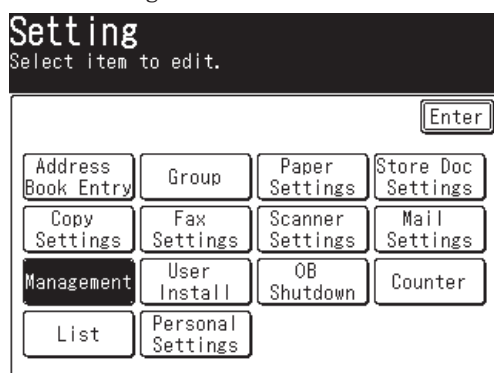 Setting
Select item to edit.
Enter
Address Book Entry
Group
Paper Settings
Store Doc Settings
Copy Settings
Fax Settings
Scanner Settings
Mail Settings
Management
User Install
OB Shutdown
Counter
List
Personal Settings